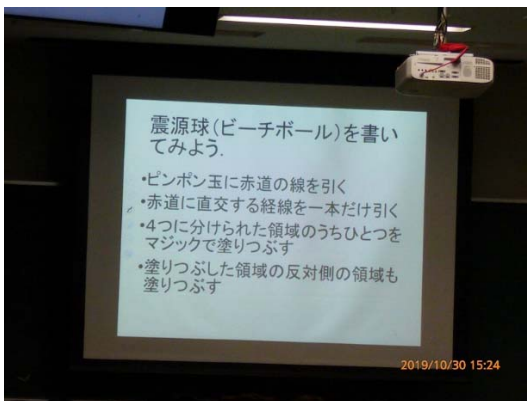 震源球(ビーチボール)を書い
てみよう.
•ピンポン玉に赤道の線を引く
•赤道に直交する経線を一本だけ引く
•4つに分けられた領域のうちひとつを
マジックで塗りつぶす
•塗りつぶした領域の反対側の領域も
塗りつぶす
2019/10/30 15:24